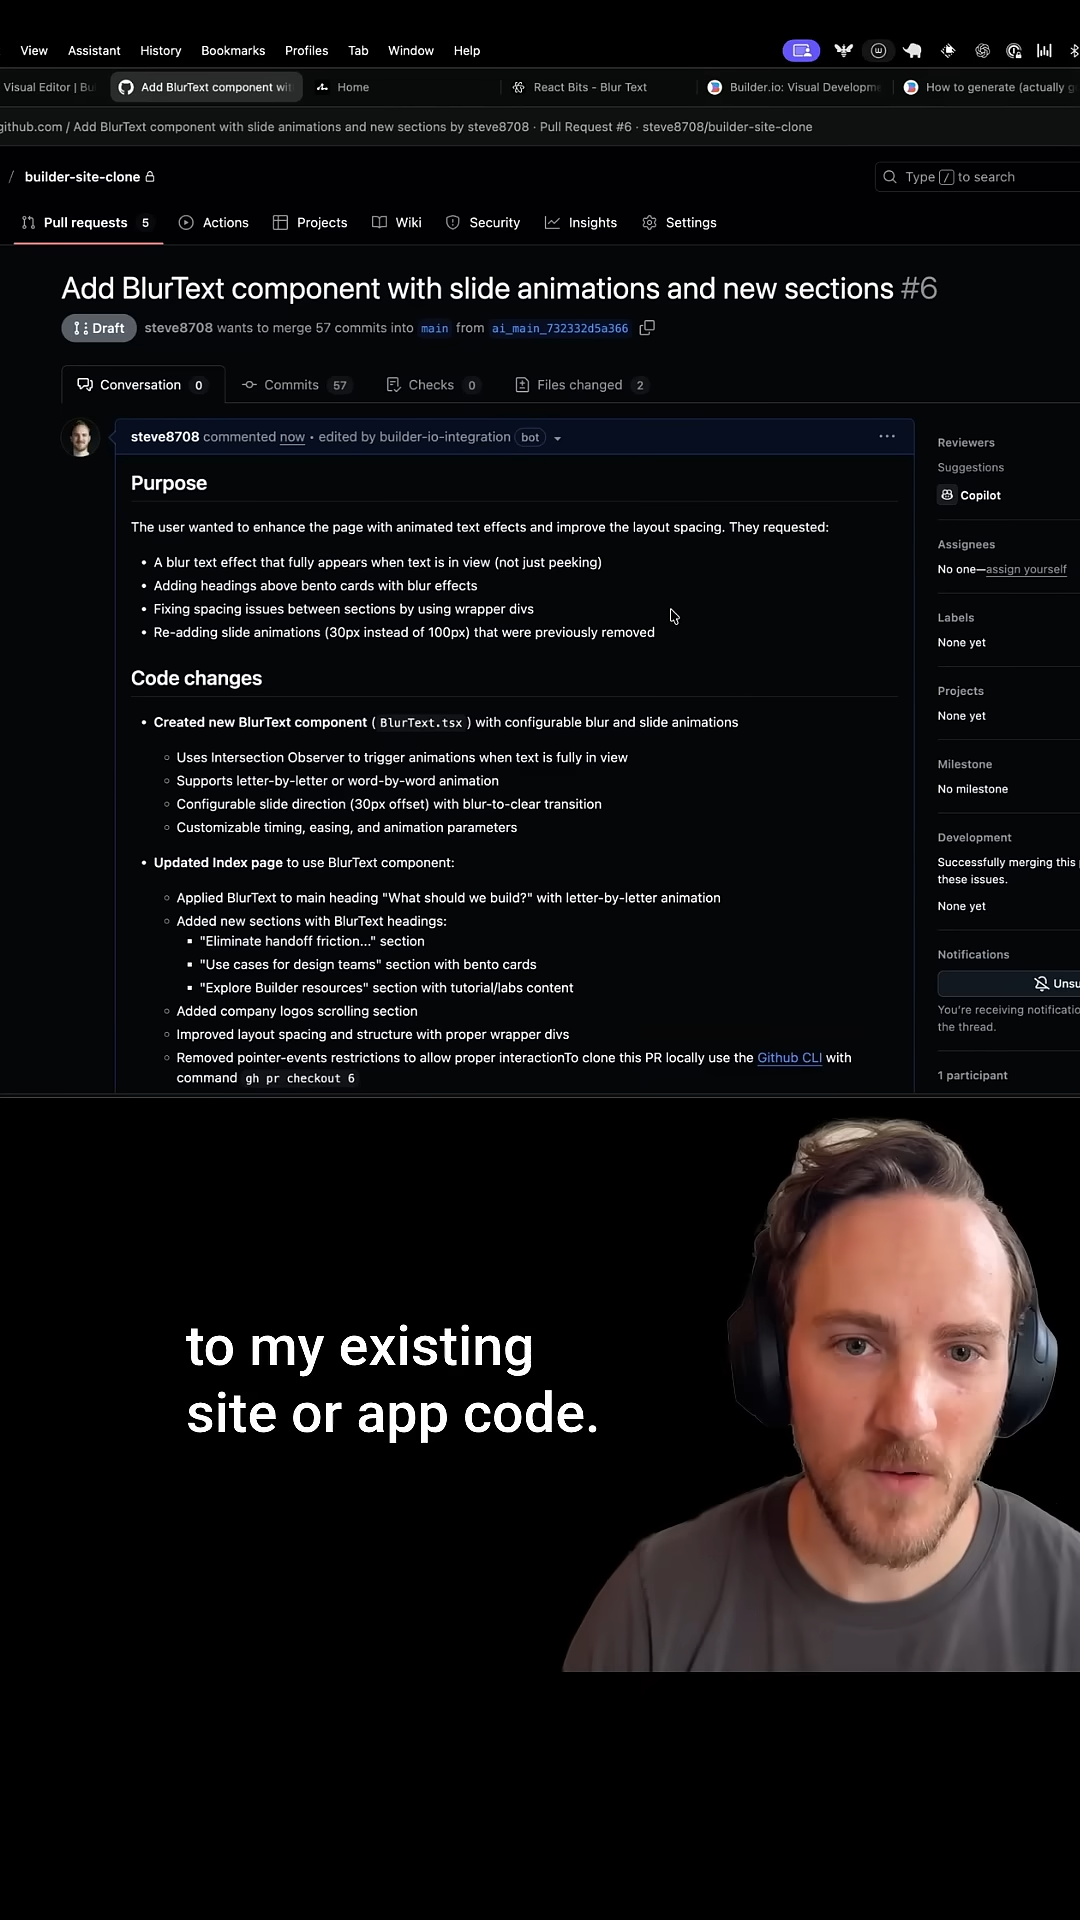 View Assistant History Bookmarks Profiles Tab Window Help
Visual Editor | Bu
Add BlurText component wit
Home
React Bits - Blur Text
Builder.io: Visual Developm
How to generate (actually g
github.com / Add BlurText component with slide animations and new sections by steve8708 · Pull Request #6 · steve8708/builder-site-clone
/ builder-site-clone
Type / to search
Pull requests 5 Actions Projects Wiki Security Insights Settings
Add BlurText component with slide animations and new sections #6
Draft steve8708 wants to merge 57 commits into main from ai_main_732332d5a366
Conversation 0 Commits 57 Checks 0 Files changed 2
steve8708 commented now • edited by builder-io-integration bot
Purpose
The user wanted to enhance the page with animated text effects and improve the layout spacing. They requested:
• A blur text effect that fully appears when text is in view (not just peeking)
• Adding headings above bento cards with blur effects
• Fixing spacing issues between sections by using wrapper divs
• Re-adding slide animations (30px instead of 100px) that were previously removed
Code changes
• Created new BlurText component ( BlurText.tsx ) with configurable blur and slide animations
◦ Uses Intersection Observer to trigger animations when text is fully in view
◦ Supports letter-by-letter or word-by-word animation
◦ Configurable slide direction (30px offset) with blur-to-clear transition
◦ Customizable timing, easing, and animation parameters
• Updated Index page to use BlurText component:
◦ Applied BlurText to main heading "What should we build?" with letter-by-letter animation
◦ Added new sections with BlurText headings:
▪ "Eliminate handoff friction..." section
▪ "Use cases for design teams" section with bento cards
▪ "Explore Builder resources" section with tutorial/labs content
◦ Added company logos scrolling section
◦ Improved layout spacing and structure with proper wrapper divs
◦ Removed pointer-events restrictions to allow proper interactionTo clone this PR locally use the Github CLI with
command gh pr checkout 6
Reviewers
Suggestions
Copilot
Assignees
No one—assign yourself
Labels
None yet
Projects
None yet
Milestone
No milestone
Development
Successfully merging this
these issues.
None yet
Notifications
Unsu
You're receiving notificatio
the thread.
1 participant
to my existing
site or app code.